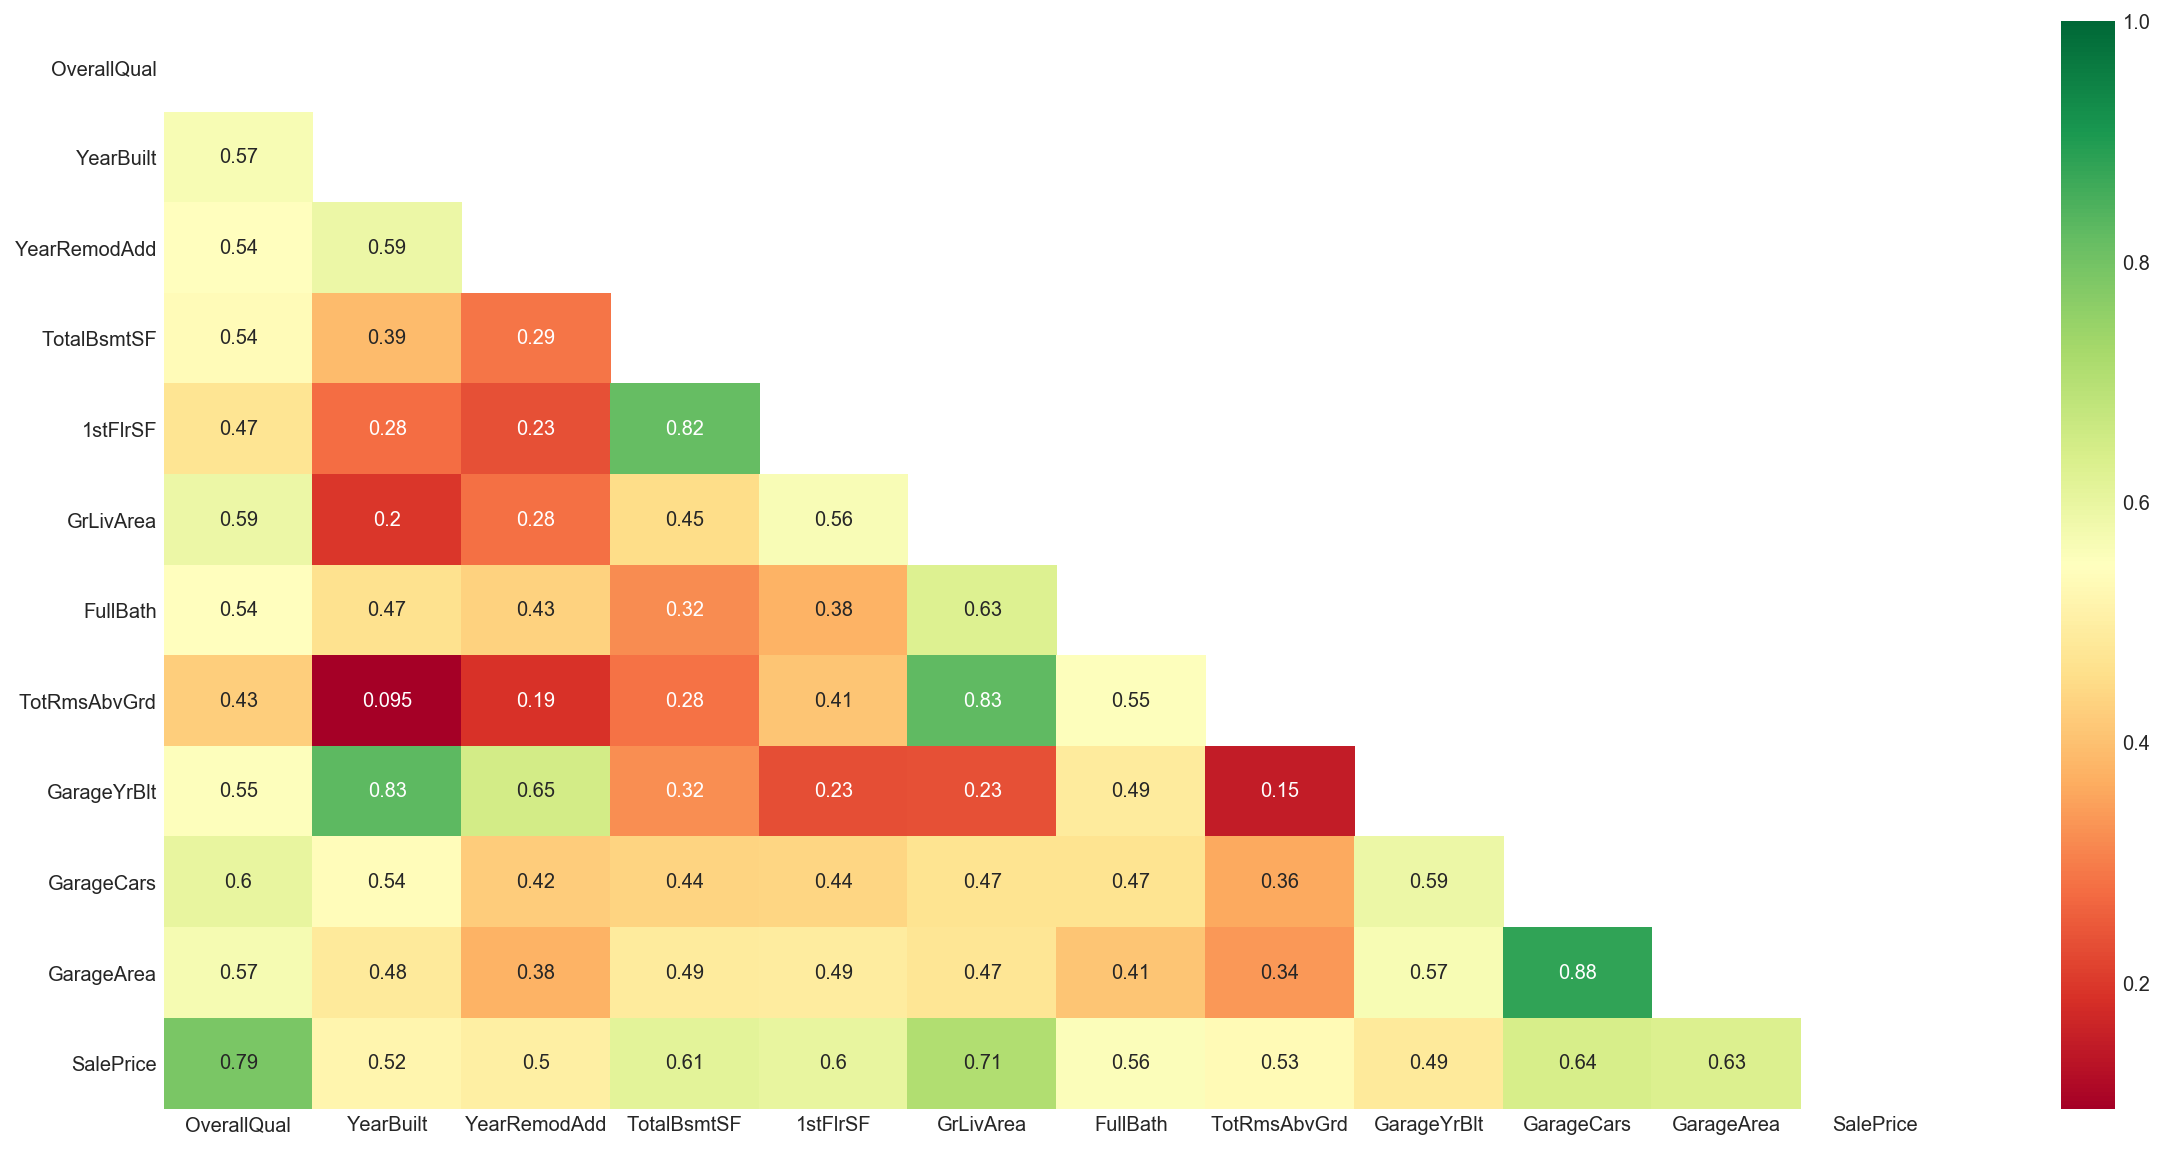 1.0
OverallQual
YearBuilt 0.57
YearRemodAdd 0.54 0.59
0.8
TotalBsmtSF 0.54 0.39 0.29
1stFlrSF 0.47 0.28 0.23 0.82
0.6
GrLivArea 0.59 0.2 0.28 0.45 0.56
FullBath 0.54 0.47 0.43 0.32 0.38 0.63
TotRmsAbvGrd 0.43 0.095 0.19 0.28 0.41 0.83 0.55
0.4
GarageYrBlt 0.55 0.83 0.65 0.32 0.23 0.23 0.49 0.15
GarageCars 0.6 0.54 0.42 0.44 0.44 0.47 0.47 0.36 0.59
GarageArea 0.57 0.48 0.38 0.49 0.49 0.47 0.41 0.34 0.57 0.88
0.2
SalePrice 0.79 0.52 0.5 0.61 0.6 0.71 0.56 0.53 0.49 0.64 0.63
OverallQual YearBuilt YearRemodAdd TotalBsmtSF 1stFlrSF GrLivArea FullBath TotRmsAbvGrd GarageYrBlt GarageCars GarageArea SalePrice